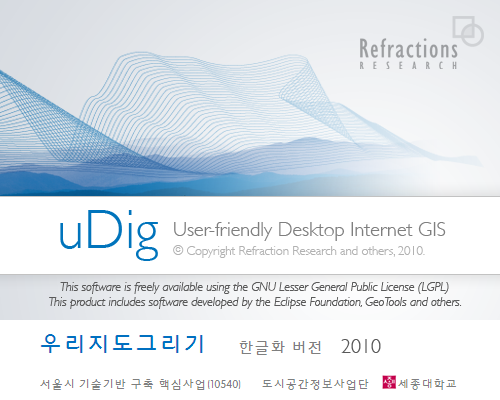 Refractions
RESEARCH
uDig User-friendly Desktop Internet GIS
© Copyright Refraction Research and others, 2010.
This software is freely available using the GNU Lesser General Public License (LGPL)
This product includes software developed by the Eclipse Foundation, GeoTools and others.
우리지도그리기 한글화 버전 2010
서울시 기술기반 구축 핵심사업(10540) 도시공간정보사업단 세종대학교